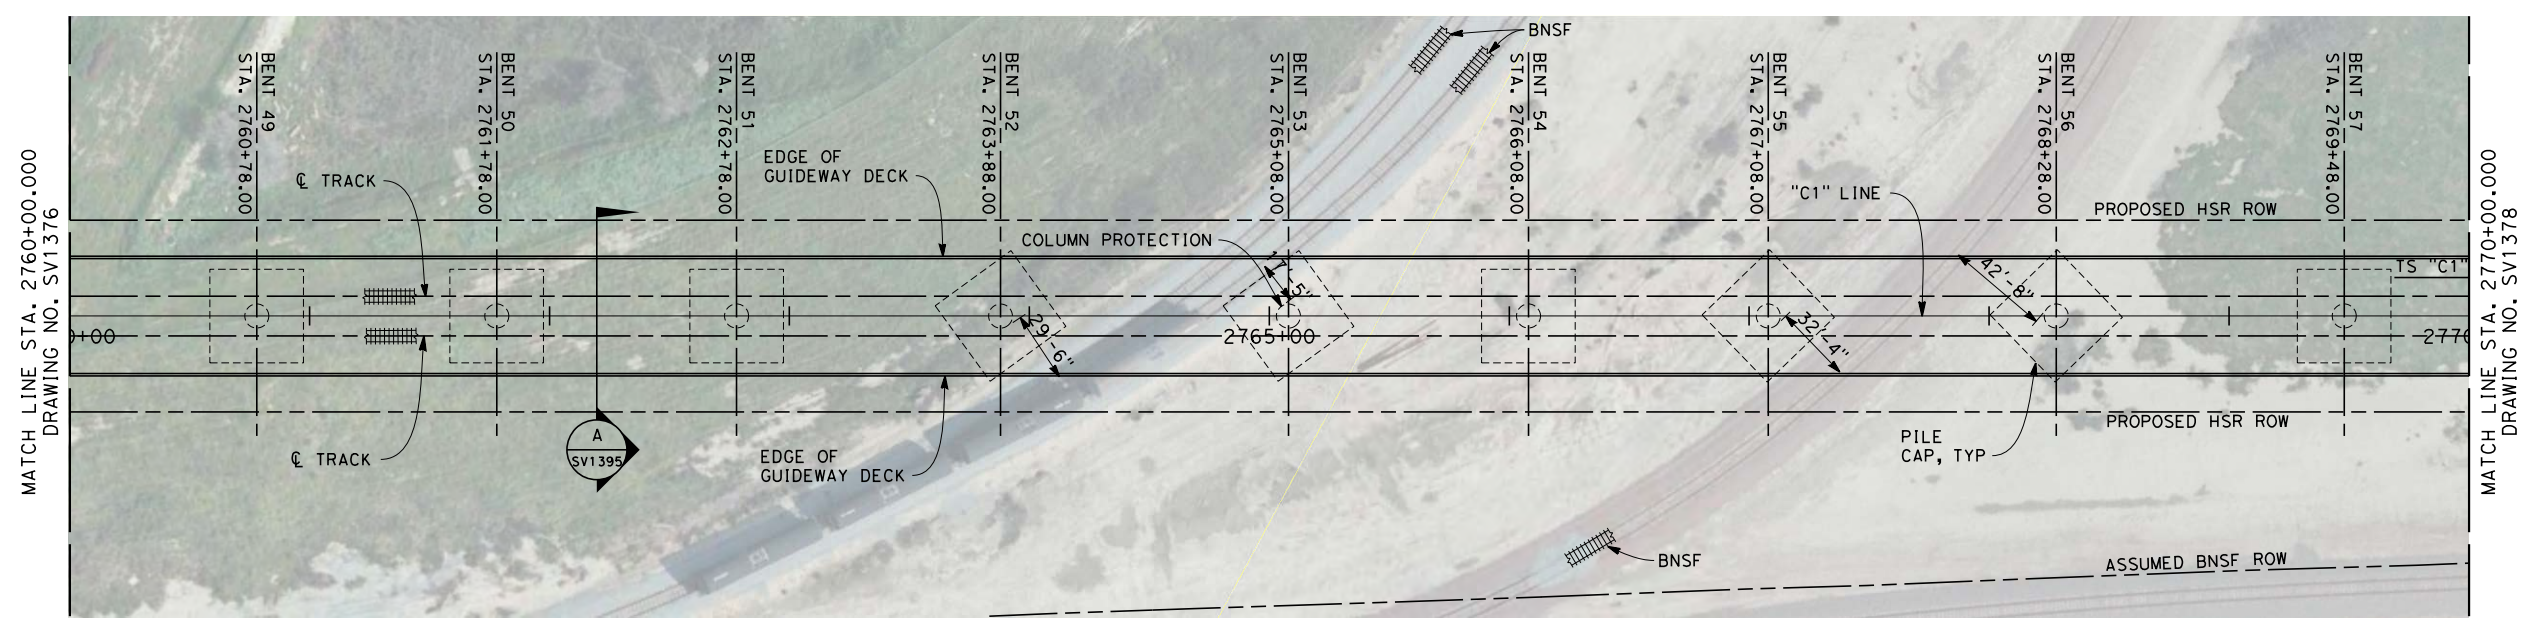 MATCH LINE STA. 2760+00.000
DRAWING NO. SV1376
BENT 49
STA. 2760+78.00
BENT 50
STA. 2761+78.00
BENT 51
STA. 2762+78.00
BENT 52
STA. 2763+88.00
BENT 53
STA. 2765+08.00
BENT 54
STA. 2766+08.00
BENT 55
STA. 2767+08.00
BENT 56
STA. 2768+28.00
BENT 57
STA. 2769+48.00
BNSF
℄ TRACK
EDGE OF
GUIDEWAY DECK
COLUMN PROTECTION
"C1" LINE
PROPOSED HSR ROW
TS "C1"
17'-5"
29'-6"
32'-4"
42'-8"
0+00
2765+00
2770
℄ TRACK
A
SV1395
EDGE OF
GUIDEWAY DECK
PILE
CAP, TYP
PROPOSED HSR ROW
BNSF
ASSUMED BNSF ROW
MATCH LINE STA. 2770+00.000
DRAWING NO. SV1378